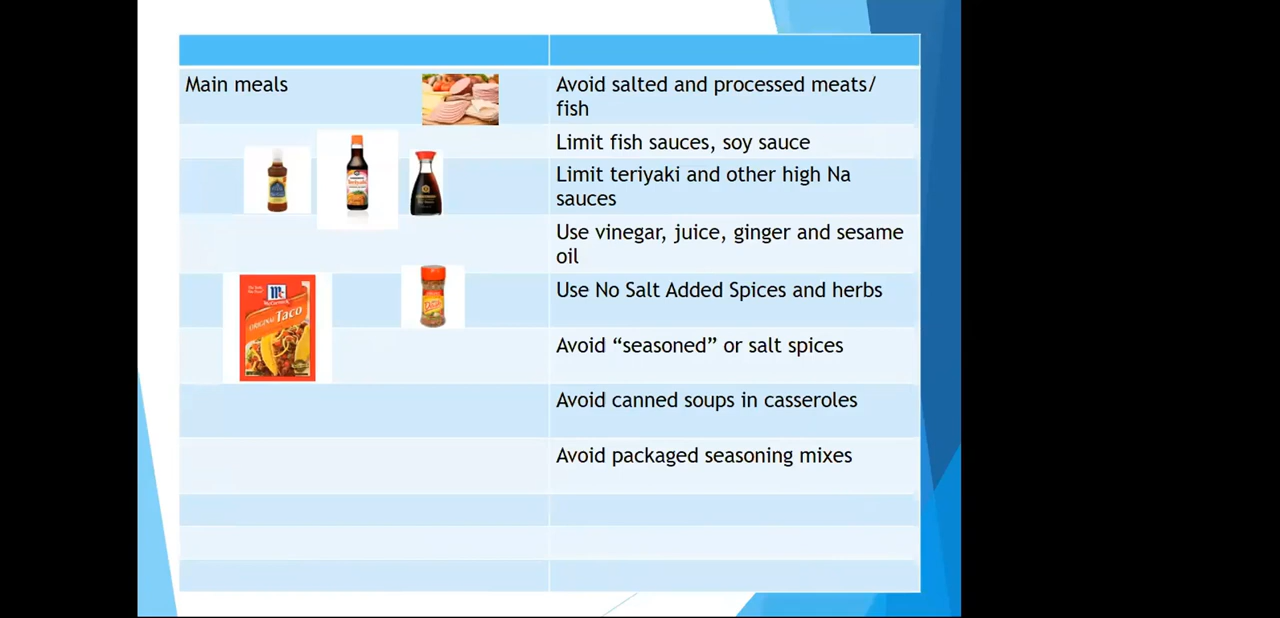 Main meals
Avoid salted and processed meats/
fish
Limit fish sauces, soy sauce
Limit teriyaki and other high Na
sauces
Use vinegar, juice, ginger and sesame
oil
Use No Salt Added Spices and herbs
Avoid “seasoned” or salt spices
Avoid canned soups in casseroles
Avoid packaged seasoning mixes
McCormick
ORIGINAL Taco